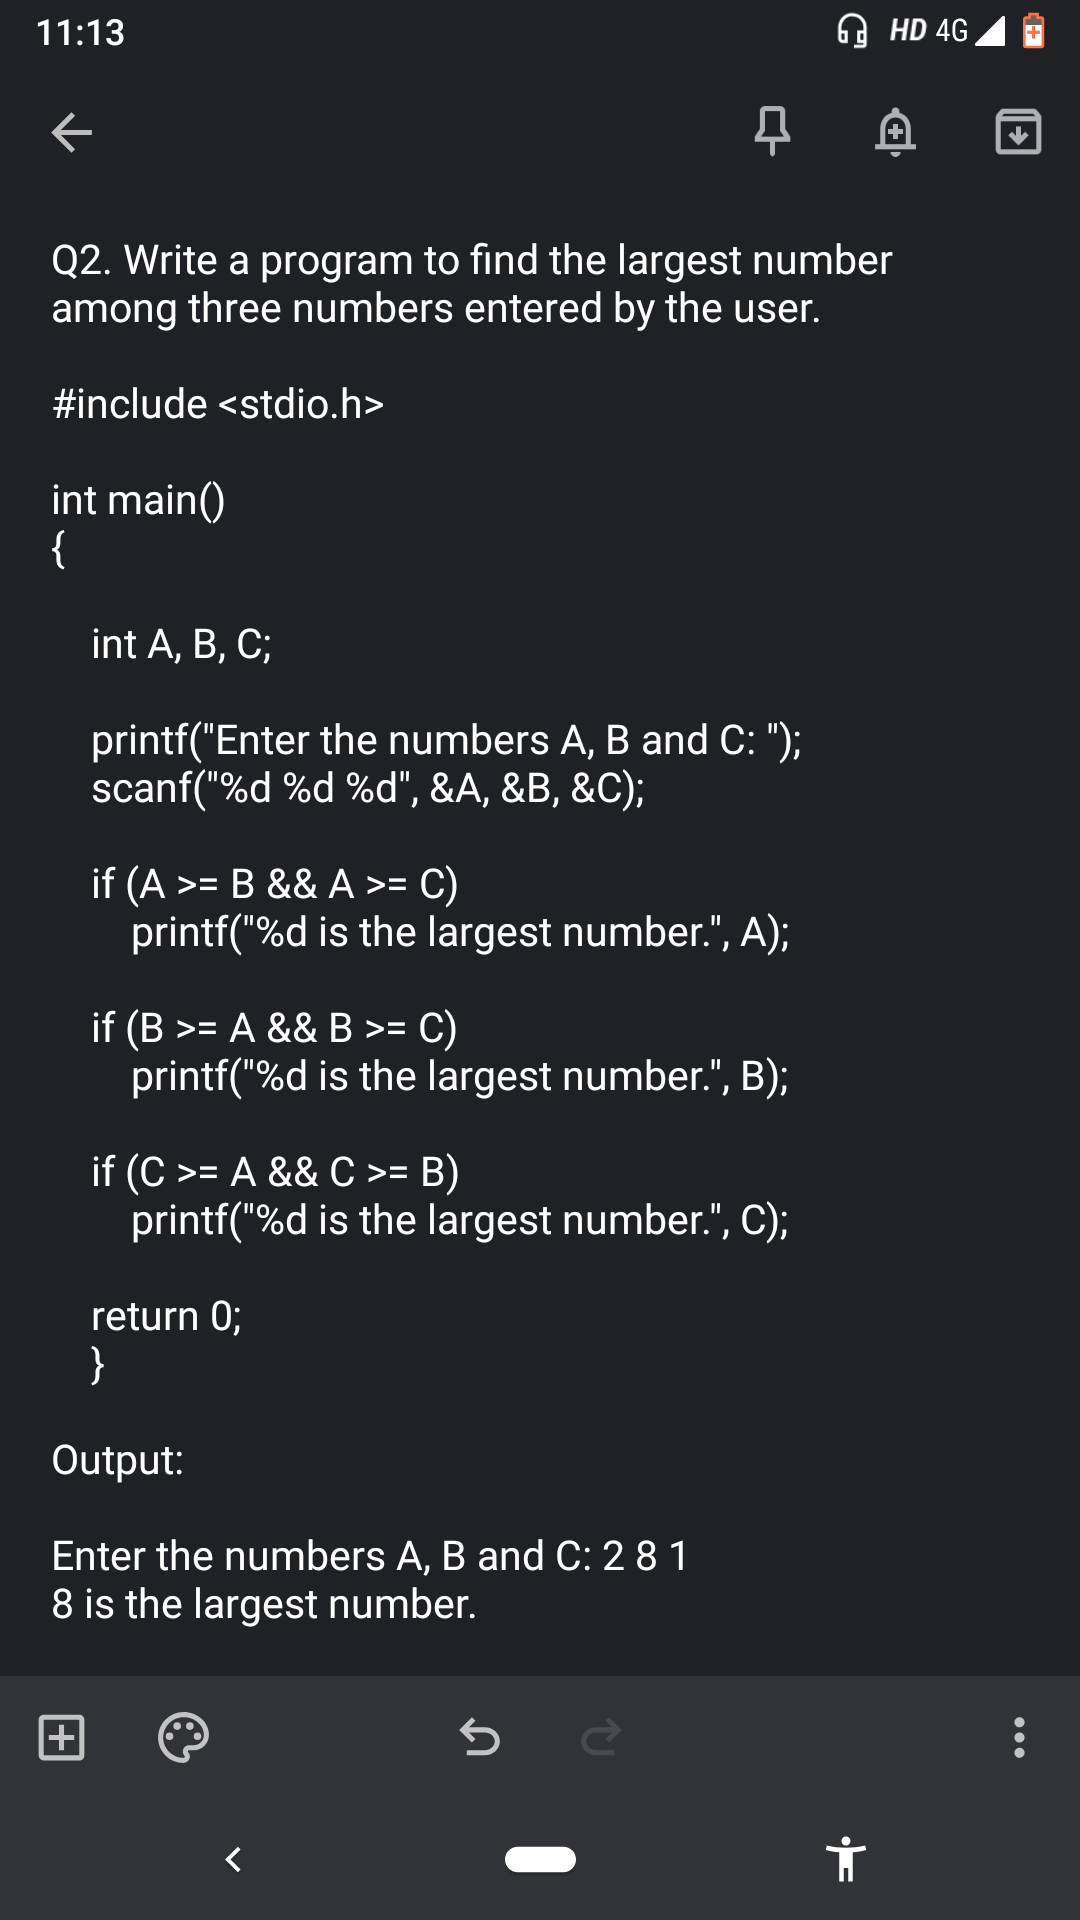 11:13
HD 4G
Q2. Write a program to find the largest number
among three numbers entered by the user.
#include <stdio.h>
int main()
{
int A, B, C;
printf("Enter the numbers A, B and C: ");
scanf("%d %d %d", &A, &B, &C);
if (A >= B && A >= C)
printf("%d is the largest number.", A);
if (B >= A && B >= C)
printf("%d is the largest number.", B);
if (C >= A && C >= B)
printf("%d is the largest number.", C);
return 0;
}
Output:
Enter the numbers A, B and C: 2 8 1
8 is the largest number.